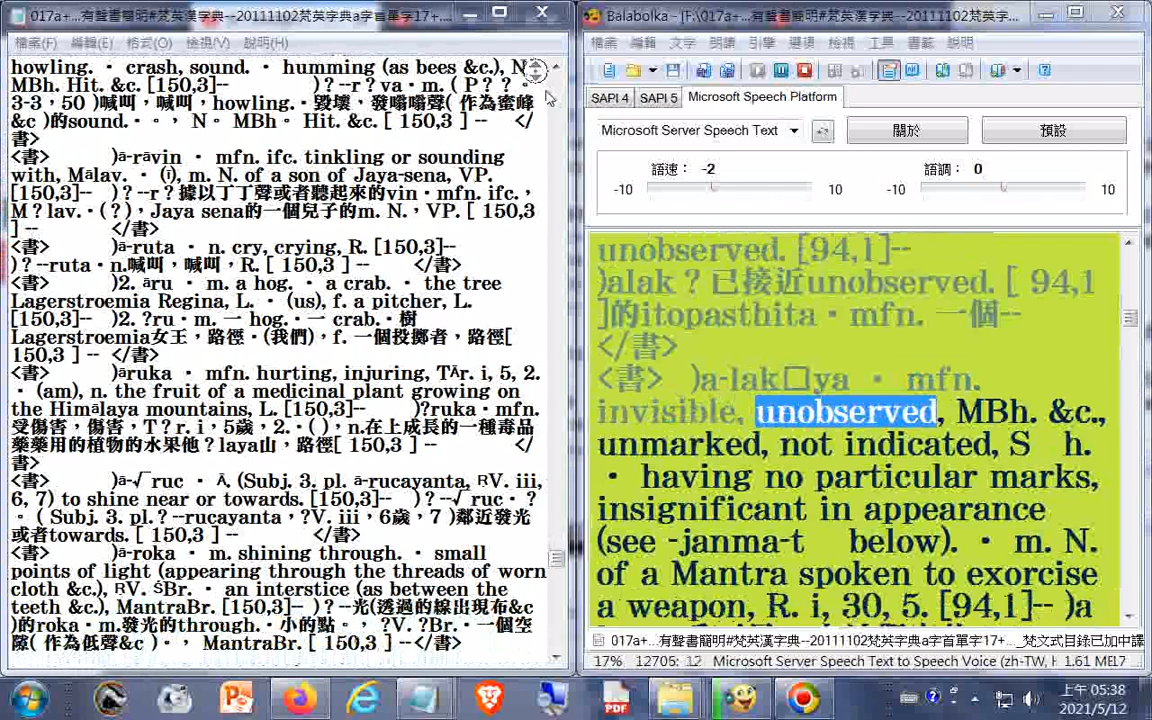 017a+...有聲書簡明#梵英漢字典--20111102梵英字典a字首單字17+...
檔案(F) 編輯(E) 格式(O) 檢視(V) 說明(H)
howling. · crash, sound. · humming (as bees &c.), N.
MBh. Hit. &c. [150,3]-- )? --r ? va · m. ( P ? ? 。
3-3，50 )喊叫，喊叫，howling.·毀壞，發嗡嗡聲( 作為蜜蜂
&c )的sound.·。，N。MBh。Hit. &c. [ 150,3 ] -- </
書>
<書> )ā-rāvin · mfn. ifc. tinkling or sounding
with, Mālav. · (ī), m. N. of a son of Jaya-sena, VP.
[150,3]-- )? --r ? 據以丁丁聲或者聽起來的vin·mfn. ifc.，
M ? lav.·( ? )，Jaya sena的一個兒子的m. N.，VP. [ 150,3
] -- </書>
<書> )ā-ruta · n. cry, crying, R. [150,3]--
)? --ruta·n.喊叫，喊叫，R. [ 150,3 ] -- </書>
<書> )2. āru · m. a hog. · a crab. · the tree
Lagerstroemia Regina, L. · (us), f. a pitcher, L.
[150,3]-- )2. ?ru·m. 一 hog.·一 crab.·樹
Lagerstroemia女王，路徑·(我們)，f. 一個投擲者，路徑[
150,3 ] -- </書>
<書> )āruka · mfn. hurting, injuring, TĀr. i, 5, 2.
· (am), n. the fruit of a medicinal plant growing on
the Himālaya mountains, L. [150,3]-- )?ruka·mfn.
受傷害，傷害，T ? r. i，5歲，2.·( )，n.在上成長的一種毒品
藥藥用的植物的水果他？laya山，路徑[ 150,3 ] -- </
書>
<書> )ā-√ ruc · Ā. (Subj. 3. pl. ā-rucayanta, RV. iii,
6, 7) to shine near or towards. [150,3]-- )? --√ ruc·?
。( Subj. 3. pl.? --rucayanta，?V. iii，6歲，7 )鄰近發光
或者towards. [ 150,3 ] -- </書>
<書> )ā-roka · m. shining through. · small
points of light (appearing through the threads of worn
cloth &c.), RV. ŚBr. · an interstice (as between the
teeth &c.), MantraBr. [150,3]-- )? --光(透過的線出現布&c
)的roka·m.發光的through.·小的點。，?V. ?Br.·一個空
隙( 作為低聲&c )·。，MantraBr. [ 150,3 ] -- </書>
Balabolka - [F:\017a+...有聲書簡明#梵英漢字典--20111102梵英字...
檔案 編輯 文字 朗讀 引擎 選項 檢視 工具 書籤 說明
SAPI 4 SAPI 5 Microsoft Speech Platform
Microsoft Server Speech Text 關於 預設
語速： -2 語調： 0
-10 10 -10 10
unobserved. [94,1]--
)alak ? 已接近unobserved. [ 94,1
]的itopasthita·mfn. 一個--
</書>
<書> )a-lak□ya · mfn.
invisible, unobserved, MBh. &c.,
unmarked, not indicated, S h.
· having no particular marks,
insignificant in appearance
(see -janma-t below). · m. N.
of a Mantra spoken to exorcise
a weapon, R. i, 30, 5. [94,1]-- )a
017a+...有聲書簡明#梵英漢字典--20111102梵英字典a字首單字17+..._梵文式目錄已加中譯
17% 12705: 12 Microsoft Server Speech Text to Speech Voice (zh-TW, H 1.61 МБ7
上午 05:38
2021/5/12